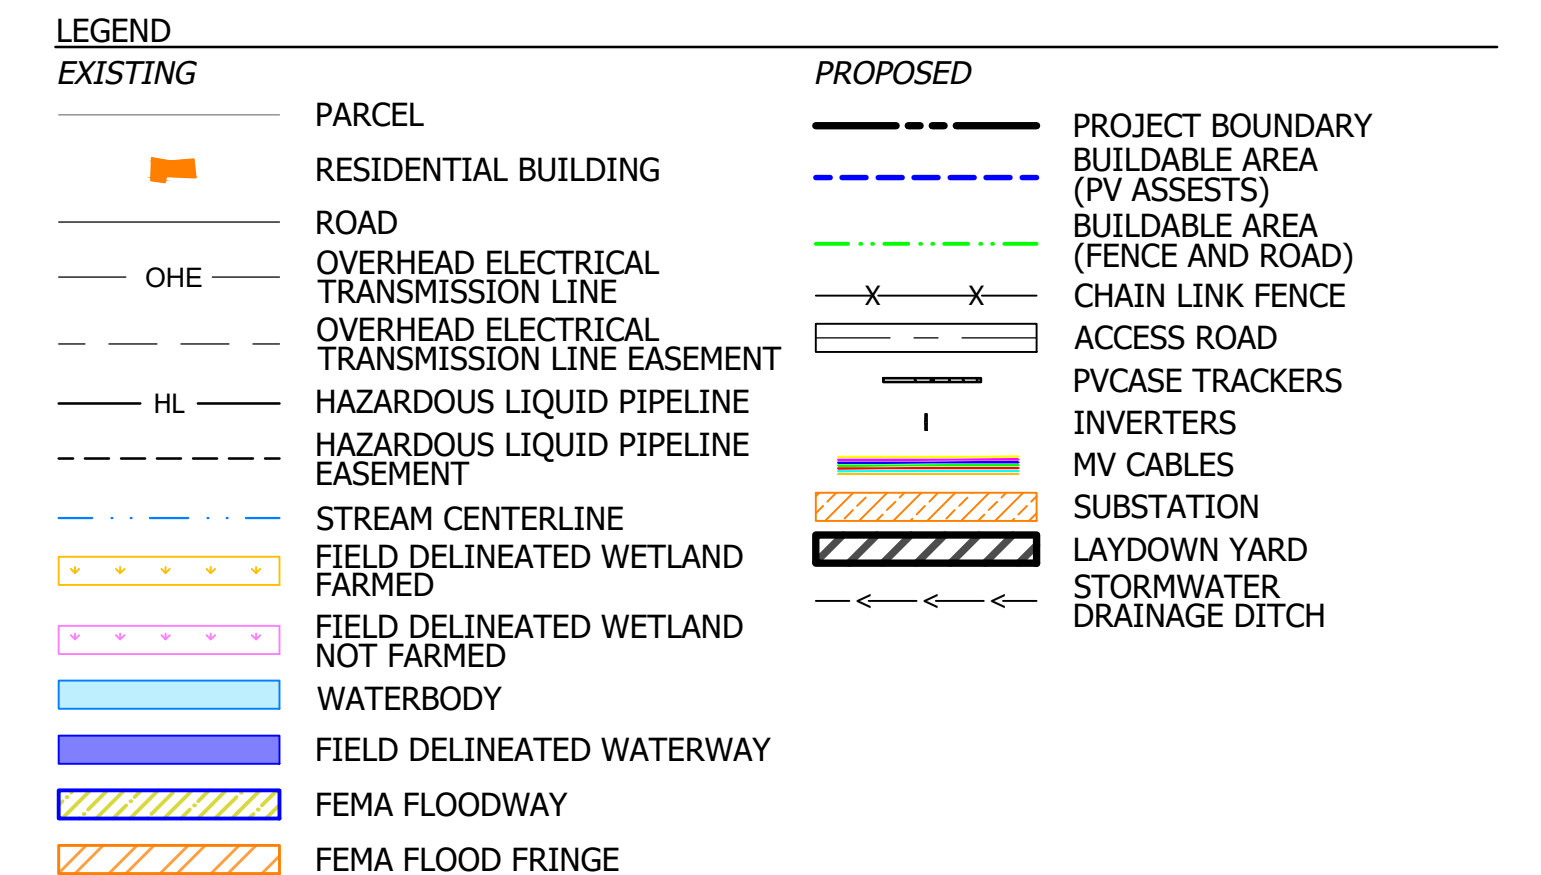 LEGEND
EXISTING
PARCEL
RESIDENTIAL BUILDING
ROAD
OHE
OVERHEAD ELECTRICAL
TRANSMISSION LINE
OVERHEAD ELECTRICAL
TRANSMISSION LINE EASEMENT
HL
HAZARDOUS LIQUID PIPELINE
HAZARDOUS LIQUID PIPELINE
EASEMENT
STREAM CENTERLINE
FIELD DELINEATED WETLAND
FARMED
FIELD DELINEATED WETLAND
NOT FARMED
WATERBODY
FIELD DELINEATED WATERWAY
FEMA FLOODWAY
FEMA FLOOD FRINGE
PROPOSED
PROJECT BOUNDARY
BUILDABLE AREA
(PV ASSESTS)
BUILDABLE AREA
(FENCE AND ROAD)
X X
CHAIN LINK FENCE
ACCESS ROAD
PVCASE TRACKERS
INVERTERS
MV CABLES
SUBSTATION
LAYDOWN YARD
STORMWATER
DRAINAGE DITCH